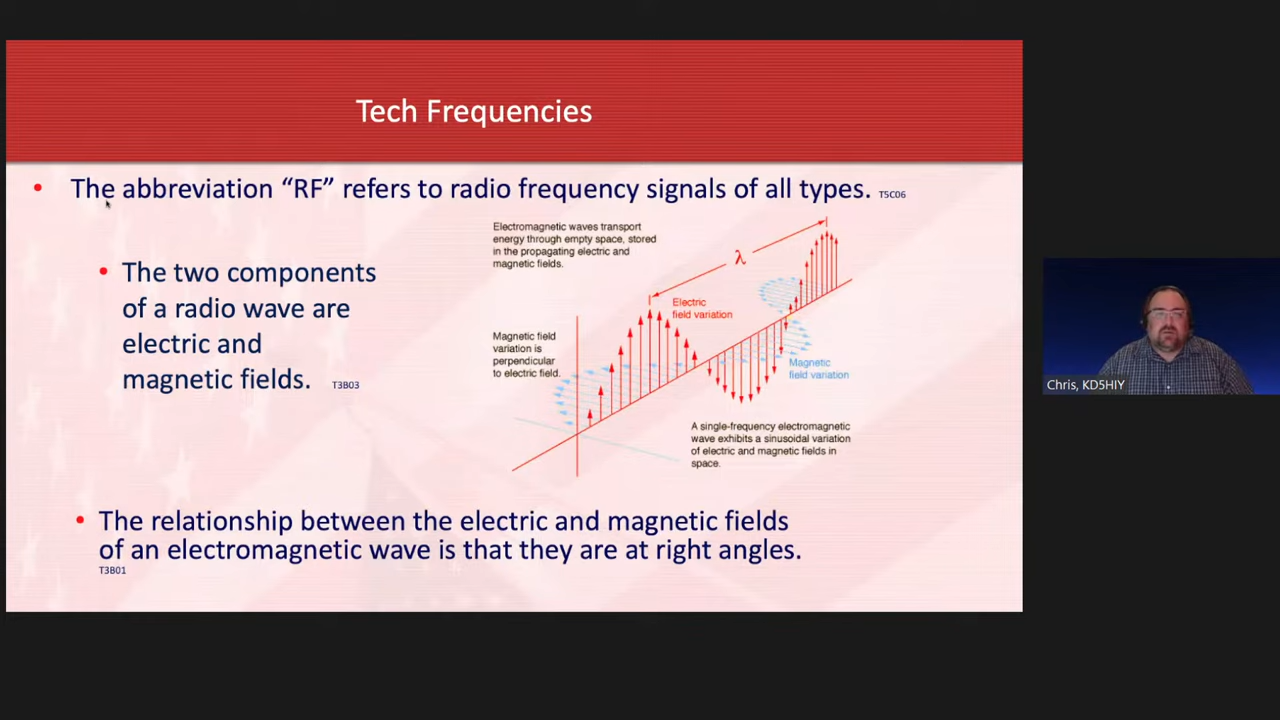 Tech Frequencies
• The abbreviation “RF” refers to radio frequency signals of all types. T5C06
• The two components
of a radio wave are
electric and
magnetic fields. T3B03
Electromagnetic waves transport
energy through empty space, stored
in the propagating electric and
magnetic fields.
λ
Electric
field variation
Magnetic field
variation is
perpendicular
to electric field.
Magnetic
field variation
A single-frequency electromagnetic
wave exhibits a sinusoidal variation
of electric and magnetic fields in
space.
• The relationship between the electric and magnetic fields
of an electromagnetic wave is that they are at right angles.
T3B01
Chris, KD5HIY